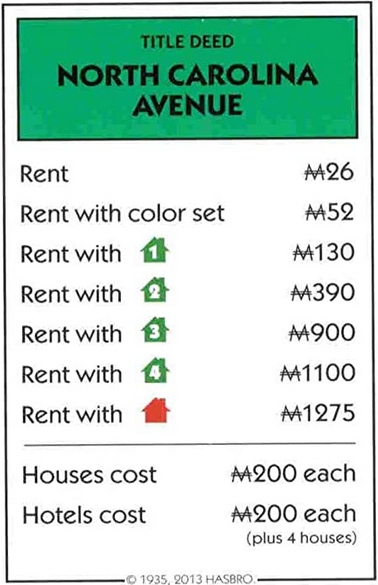 TITLE DEED
NORTH CAROLINA
AVENUE
Rent ₩26
Rent with color set ₩52
Rent with 1 ₩130
Rent with 2 ₩390
Rent with 3 ₩900
Rent with 4 ₩1100
Rent with ₩1275
Houses cost ₩200 each
Hotels cost ₩200 each
(plus 4 houses)
© 1935, 2013 HASBRO.